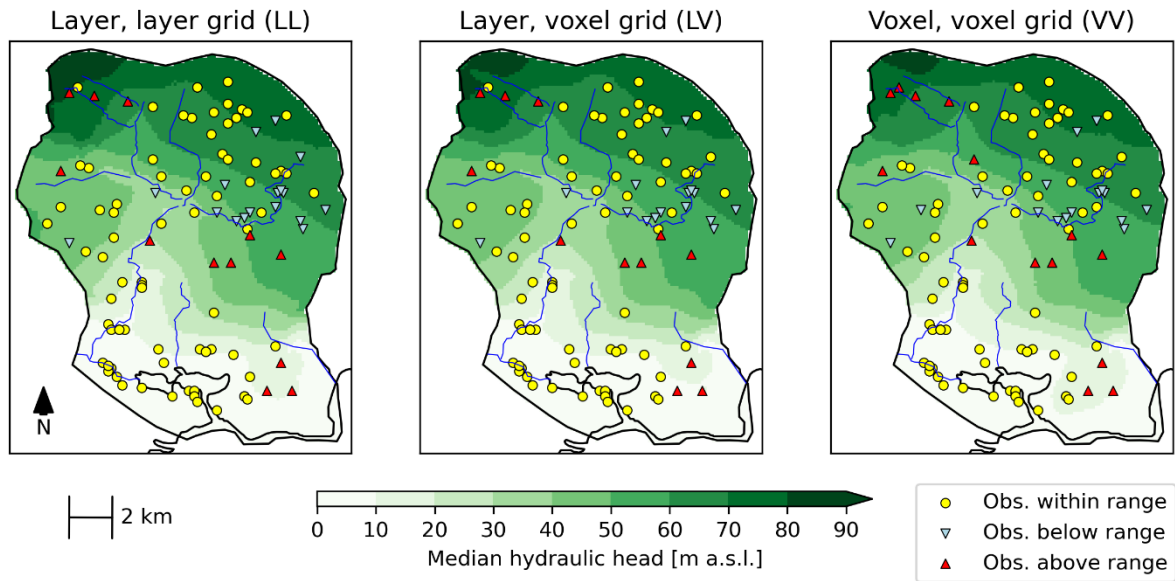 Layer, layer grid (LL)
Layer, voxel grid (LV)
Voxel, voxel grid (VV)
N
2 km
0 10 20 30 40 50 60 70 80 90
Median hydraulic head [m a.s.l.]
Obs. within range
Obs. below range
Obs. above range